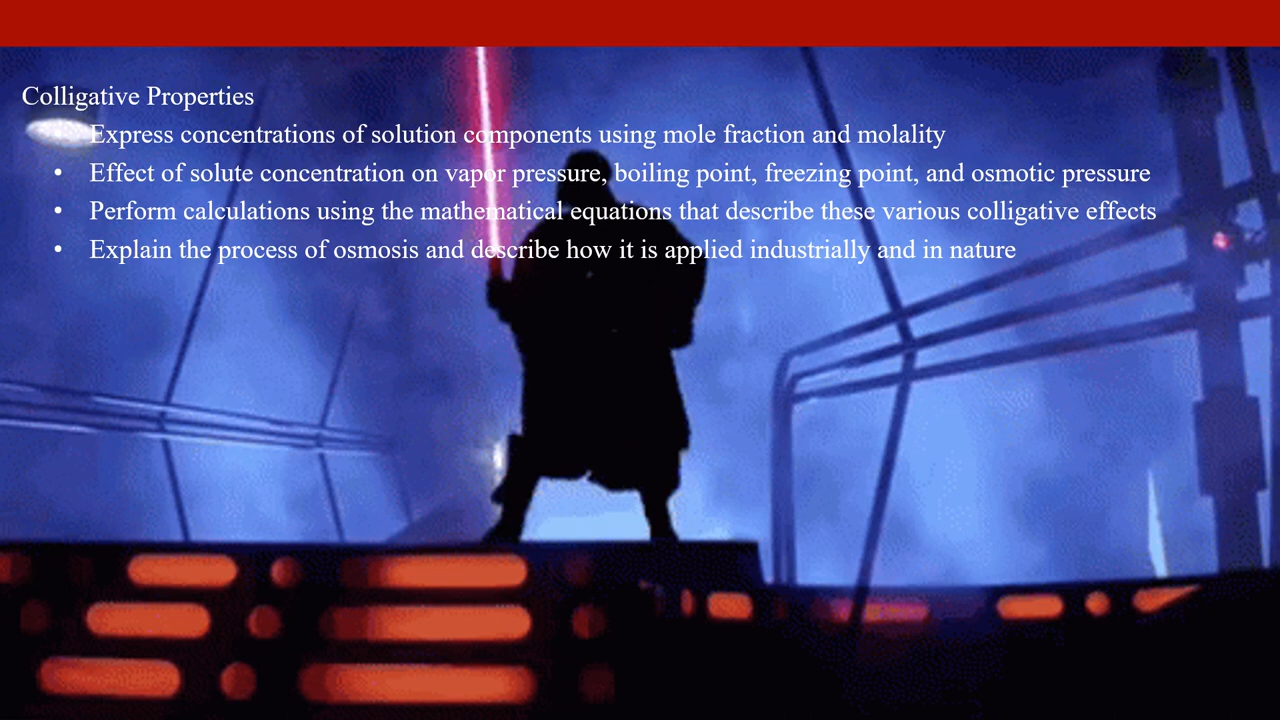 Colligative Properties
Express concentrations of solution components using mole fraction and molality
• Effect of solute concentration on vapor pressure, boiling point, freezing point, and osmotic pressure
• Perform calculations using the mathematical equations that describe these various colligative effects
• Explain the process of osmosis and describe how it is applied industrially and in nature